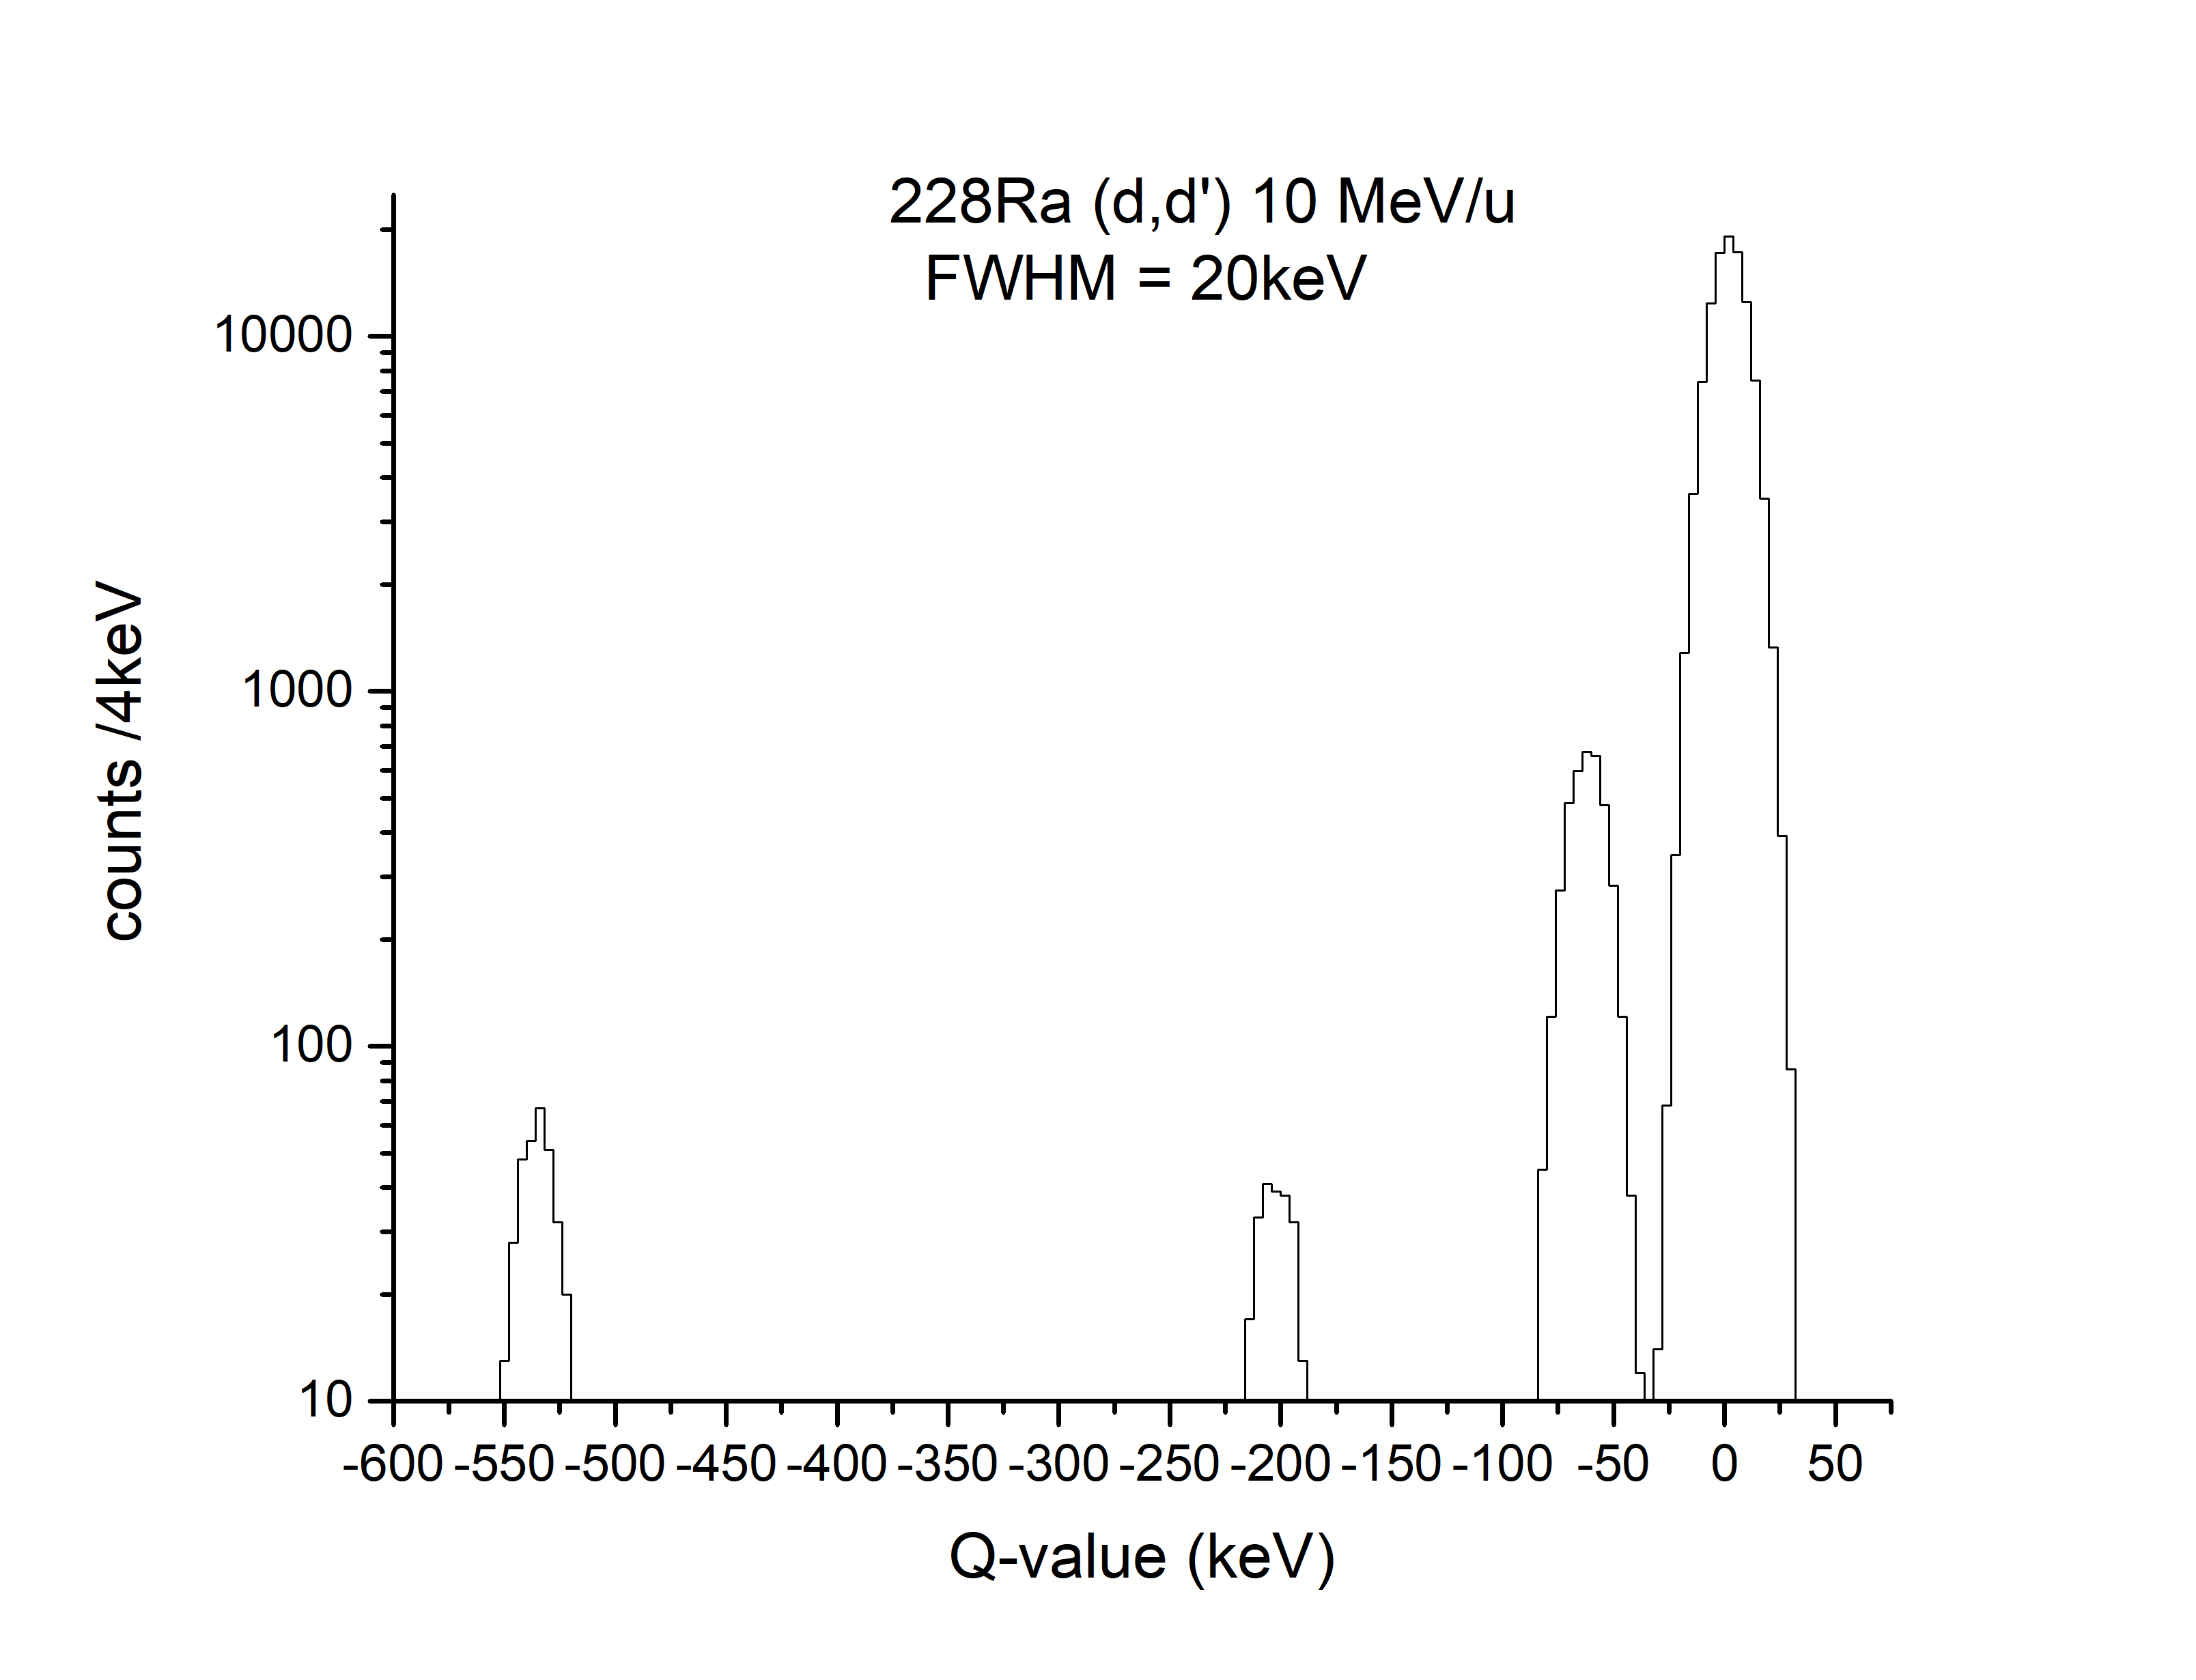 228Ra (d,d') 10 MeV/u
FWHM = 20keV
counts /4keV
10000
1000
100
10
-600 -550 -500 -450 -400 -350 -300 -250 -200 -150 -100 -50 0 50
Q-value (keV)